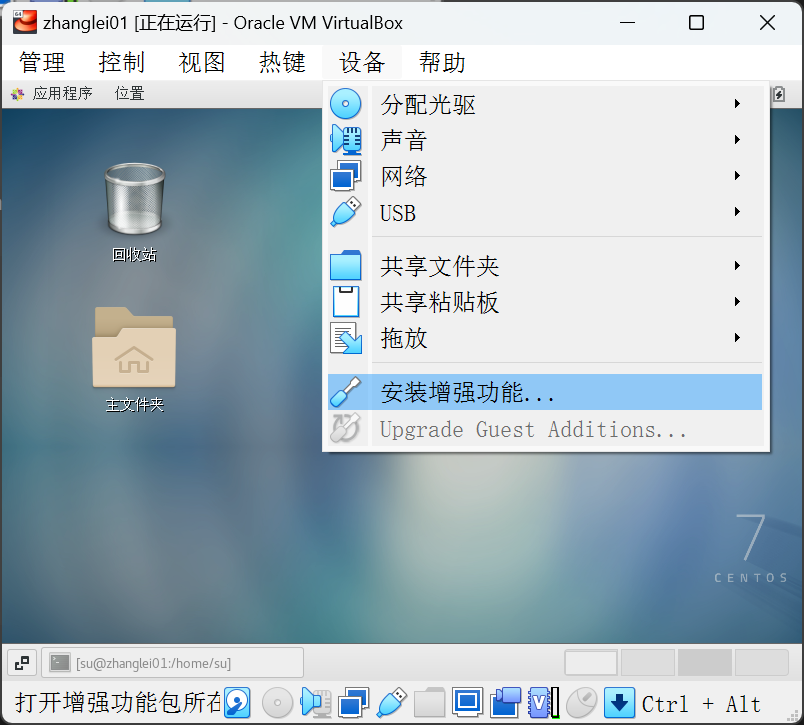 zhanglei01 [正在运行] - Oracle VM VirtualBox
管理 控制 视图 热键 设备 帮助
应用程序 位置
分配光驱
声音
网络
USB
共享文件夹
共享粘贴板
拖放
安装增强功能...
Upgrade Guest Additions...
回收站
主文件夹
7
CENTOS
[su@zhanglei01:/home/su]
打开增强功能包所在
Ctrl + Alt